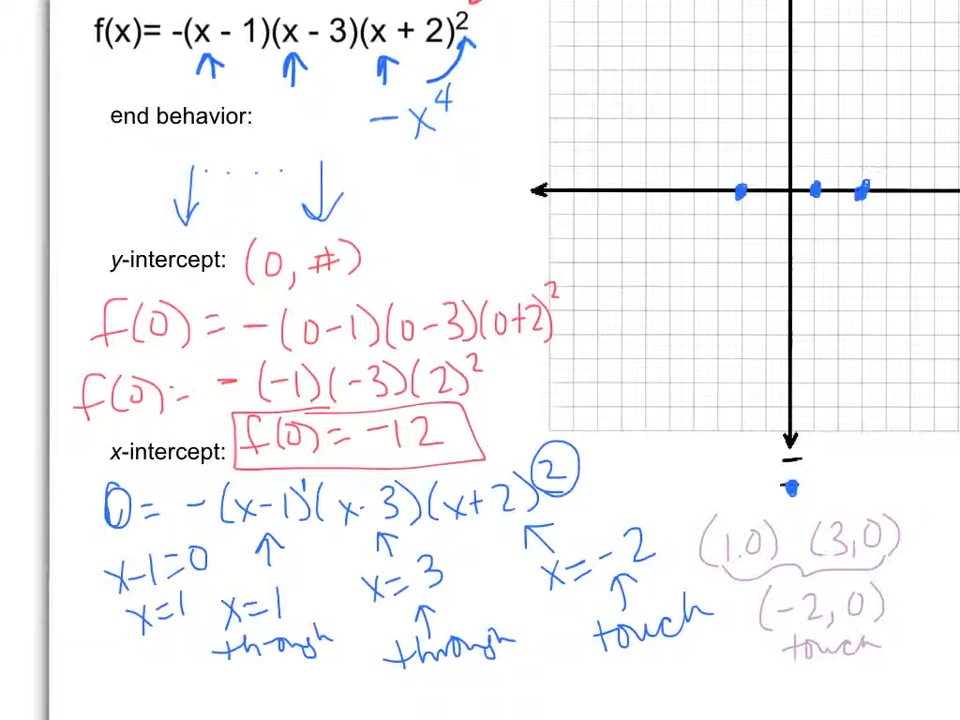 f(x)= -(x - 1)(x - 3)(x + 2)²
end behavior:
-x⁴
y-intercept: (0, #)
f(0) = -(0-1)(0-3)(0+2)²
f(0) = -(-1)(-3)(2)²
f(0) = -12
x-intercept:
0 = -(x-1)¹(x-3)(x+2)²
x-1=0
x=1
x=1
through
x=3
through
x=-2
touch
(1,0) (3,0)
(-2,0)
touch